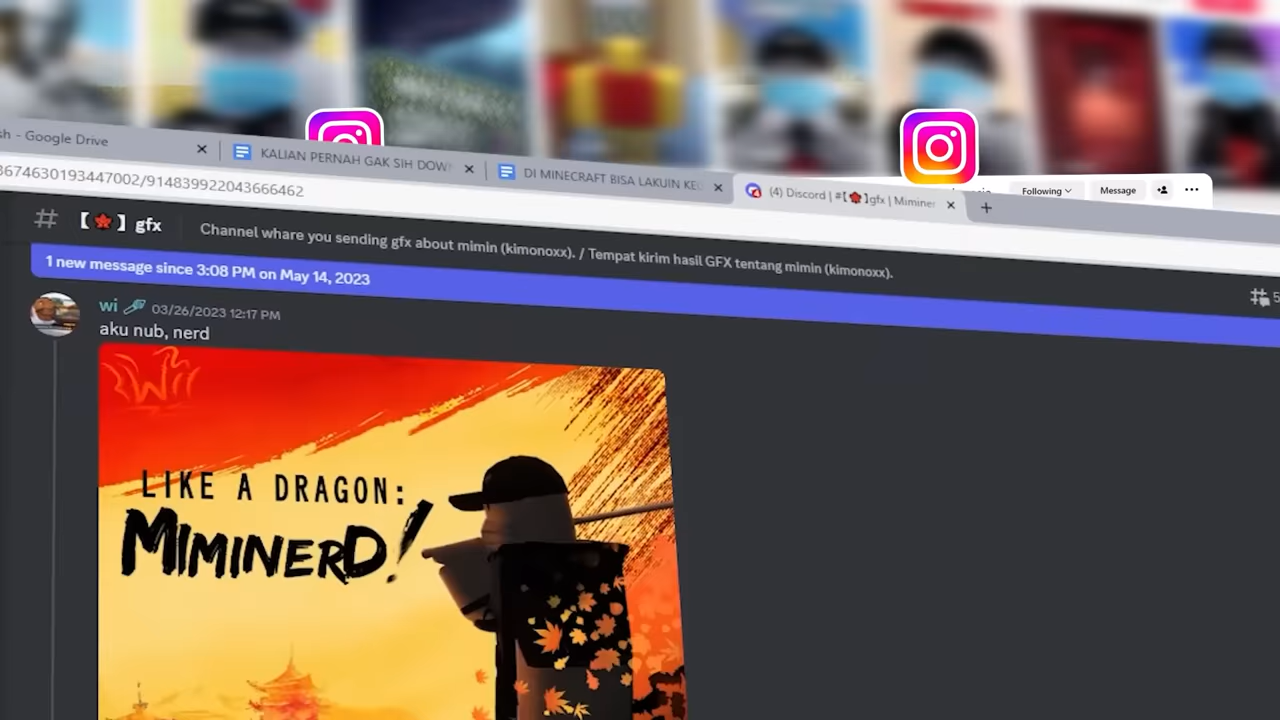 sh - Google Drive
KALIAN PERNAH GAK SIH DOW
DI MINECRAFT BISA LAKUIN KE
(4) Discord | #【🌺】gfx | Miminer
3674630193447002/914839922043666462
Following
Message
# 【🌺】 gfx
Channel whare you sending gfx about mimin (kimonoxx). / Tempat kirim hasil GFX tentang mimin (kimonoxx).
1 new message since 3:08 PM on May 14, 2023
wi 03/26/2023 12:17 PM
aku nub, nerd
Wii
LIKE A DRAGON:
MIMINERD!